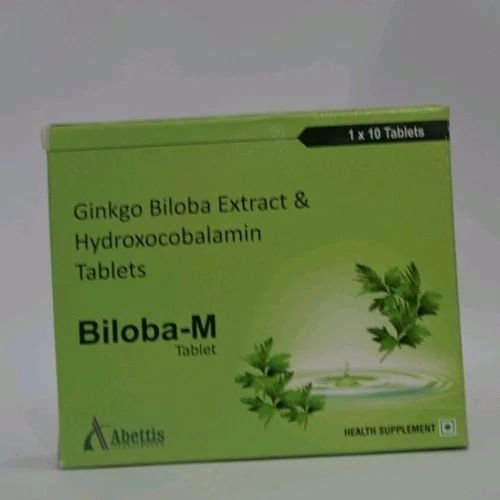 1 x 10 Tablets
Ginkgo Biloba Extract &
Hydroxocobalamin
Tablets
Biloba-M
Tablet
Abettis
HEALTH SUPPLEMENT